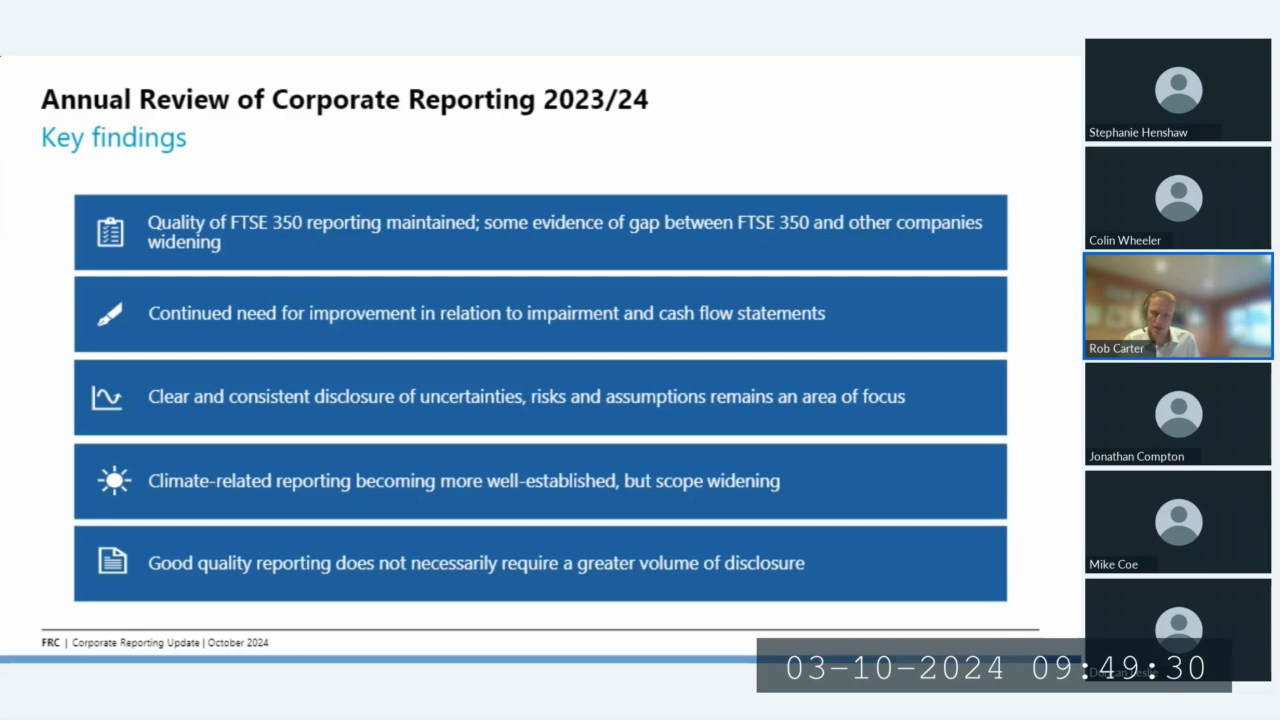 Annual Review of Corporate Reporting 2023/24
Key findings
Quality of FTSE 350 reporting maintained; some evidence of gap between FTSE 350 and other companies
widening
Continued need for improvement in relation to impairment and cash flow statements
Clear and consistent disclosure of uncertainties, risks and assumptions remains an area of focus
Climate-related reporting becoming more well-established, but scope widening
Good quality reporting does not necessarily require a greater volume of disclosure
FRC | Corporate Reporting Update | October 2024
Stephanie Henshaw
Colin Wheeler
Rob Carter
Jonathan Compton
Mike Coe
03-10-2024 09:49:30